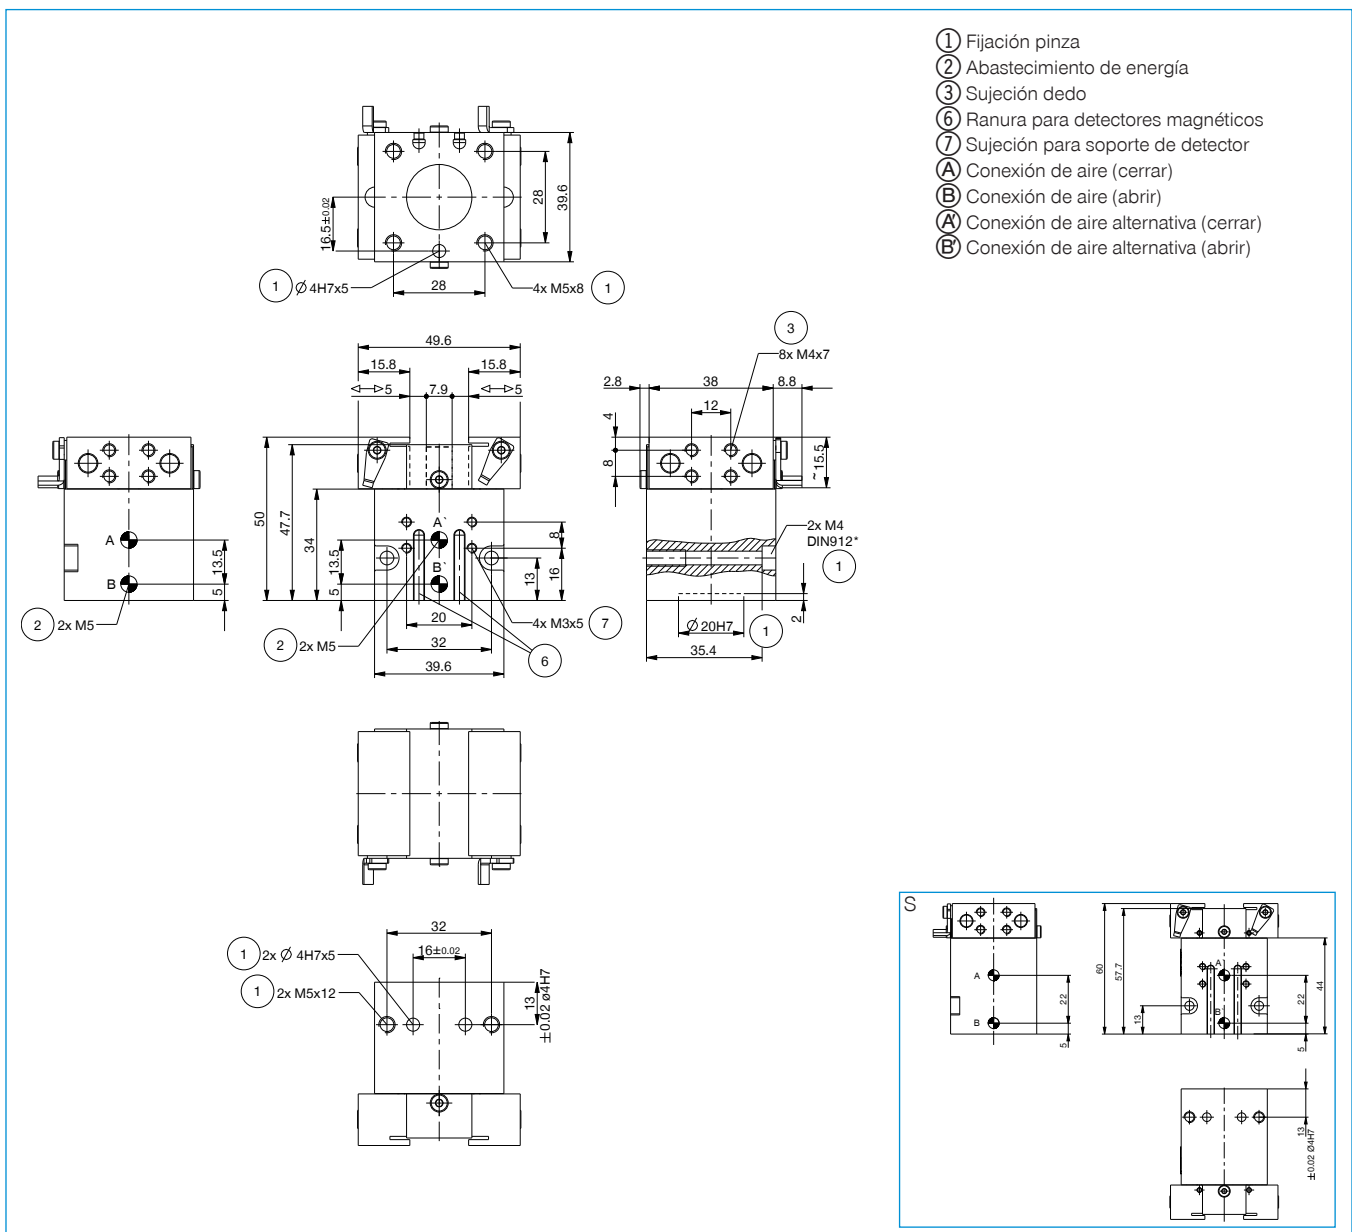 1 Fijación pinza
2 Abastecimiento de energía
3 Sujeción dedo
6 Ranura para detectores magnéticos
7 Sujeción para soporte de detector
A Conexión de aire (cerrar)
B Conexión de aire (abrir)
A' Conexión de aire alternativa (cerrar)
B' Conexión de aire alternativa (abrir)
16.5±0.02
28
39.6
1 Ø 4H7x5
28
4x M5x8 1
49.6
15.8
15.8
5
7.9
5
50
47.7
34
13.5
5
A`
B`
8
16
13
20
32
39.6
2 2x M5
4x M3x5 7
6
A
B
13.5
5
2 2x M5
3
8x M4x7
2.8
38
8.8
12
4
8
~15.5
2x M4
DIN912*
1
Ø 20H7
1
2
35.4
32
16±0.02
1 2x Ø 4H7x5
1 2x M5x12
13
±0.02 ø4H7
S
A
B
22
5
60
57.7
13
A`
B`
22
44
5
13
±0.02 Ø4H7